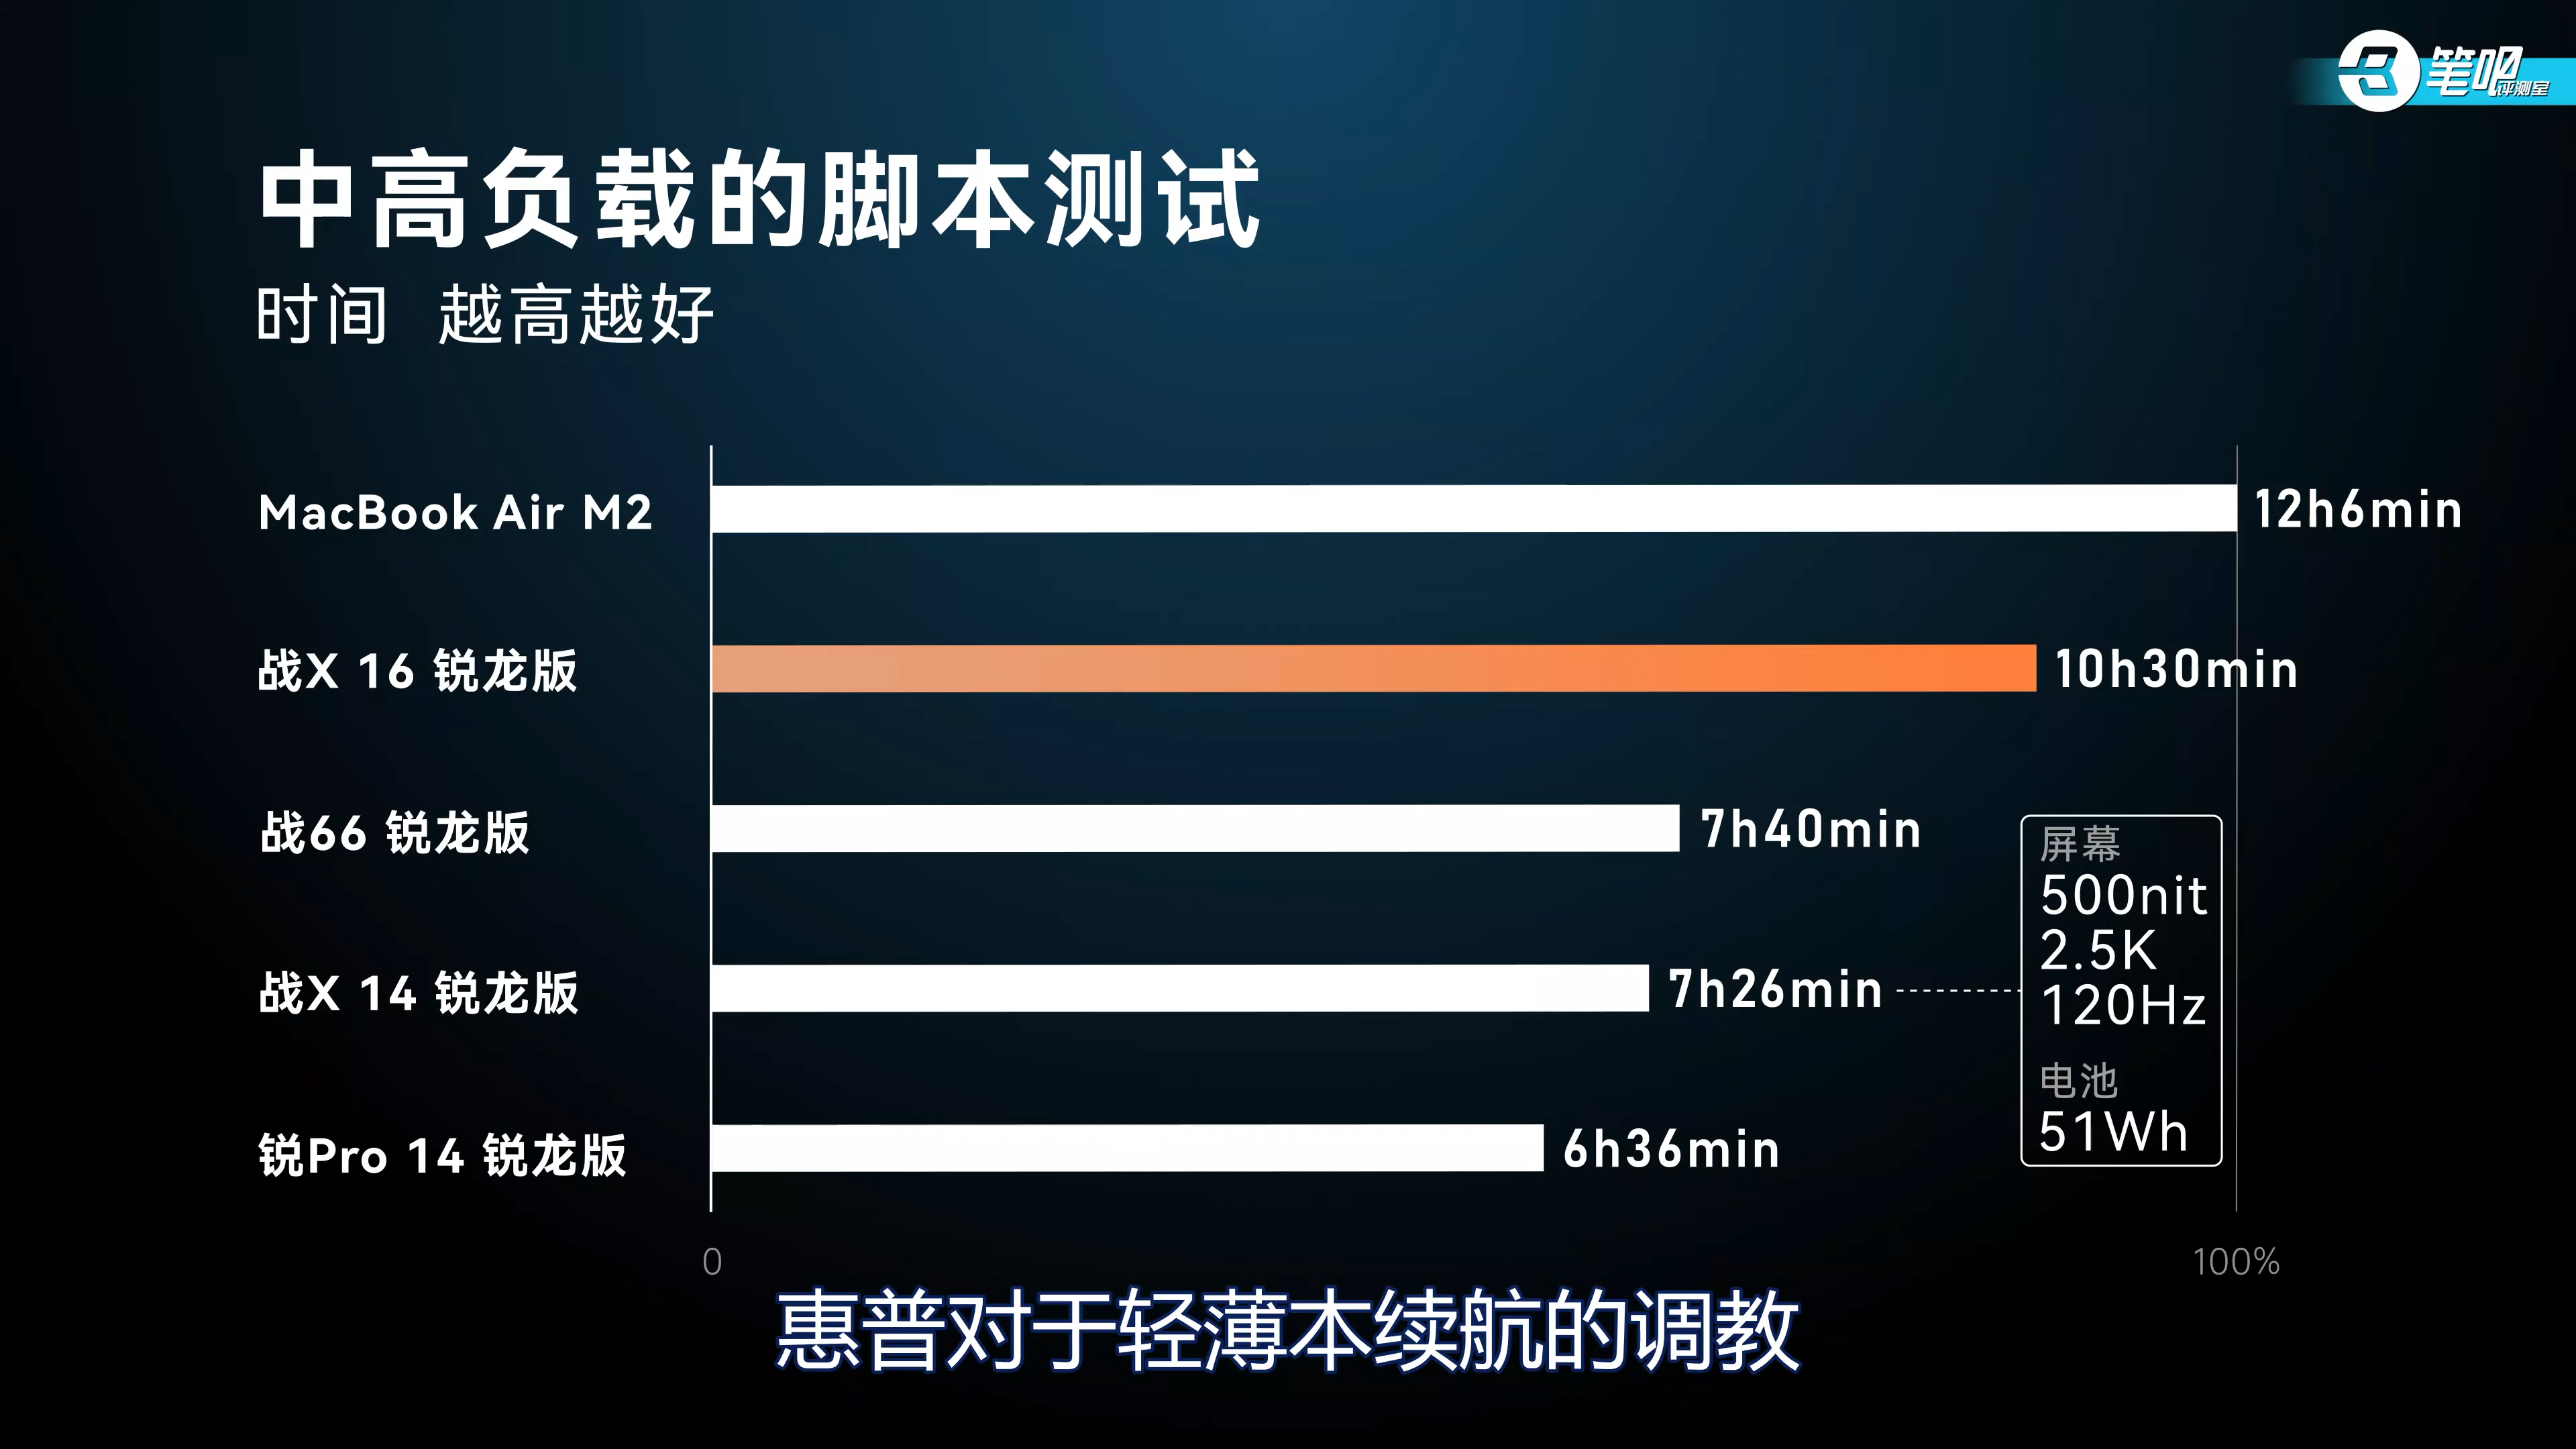 笔吧评测室
中高负载的脚本测试
时间 越高越好
MacBook Air M2 12h6min
战X 16 锐龙版 10h30min
战66 锐龙版 7h40min
战X 14 锐龙版 7h26min
锐Pro 14 锐龙版 6h36min
屏幕
500nit
2.5K
120Hz
电池
51Wh
0 100%
惠普对于轻薄本续航的调教